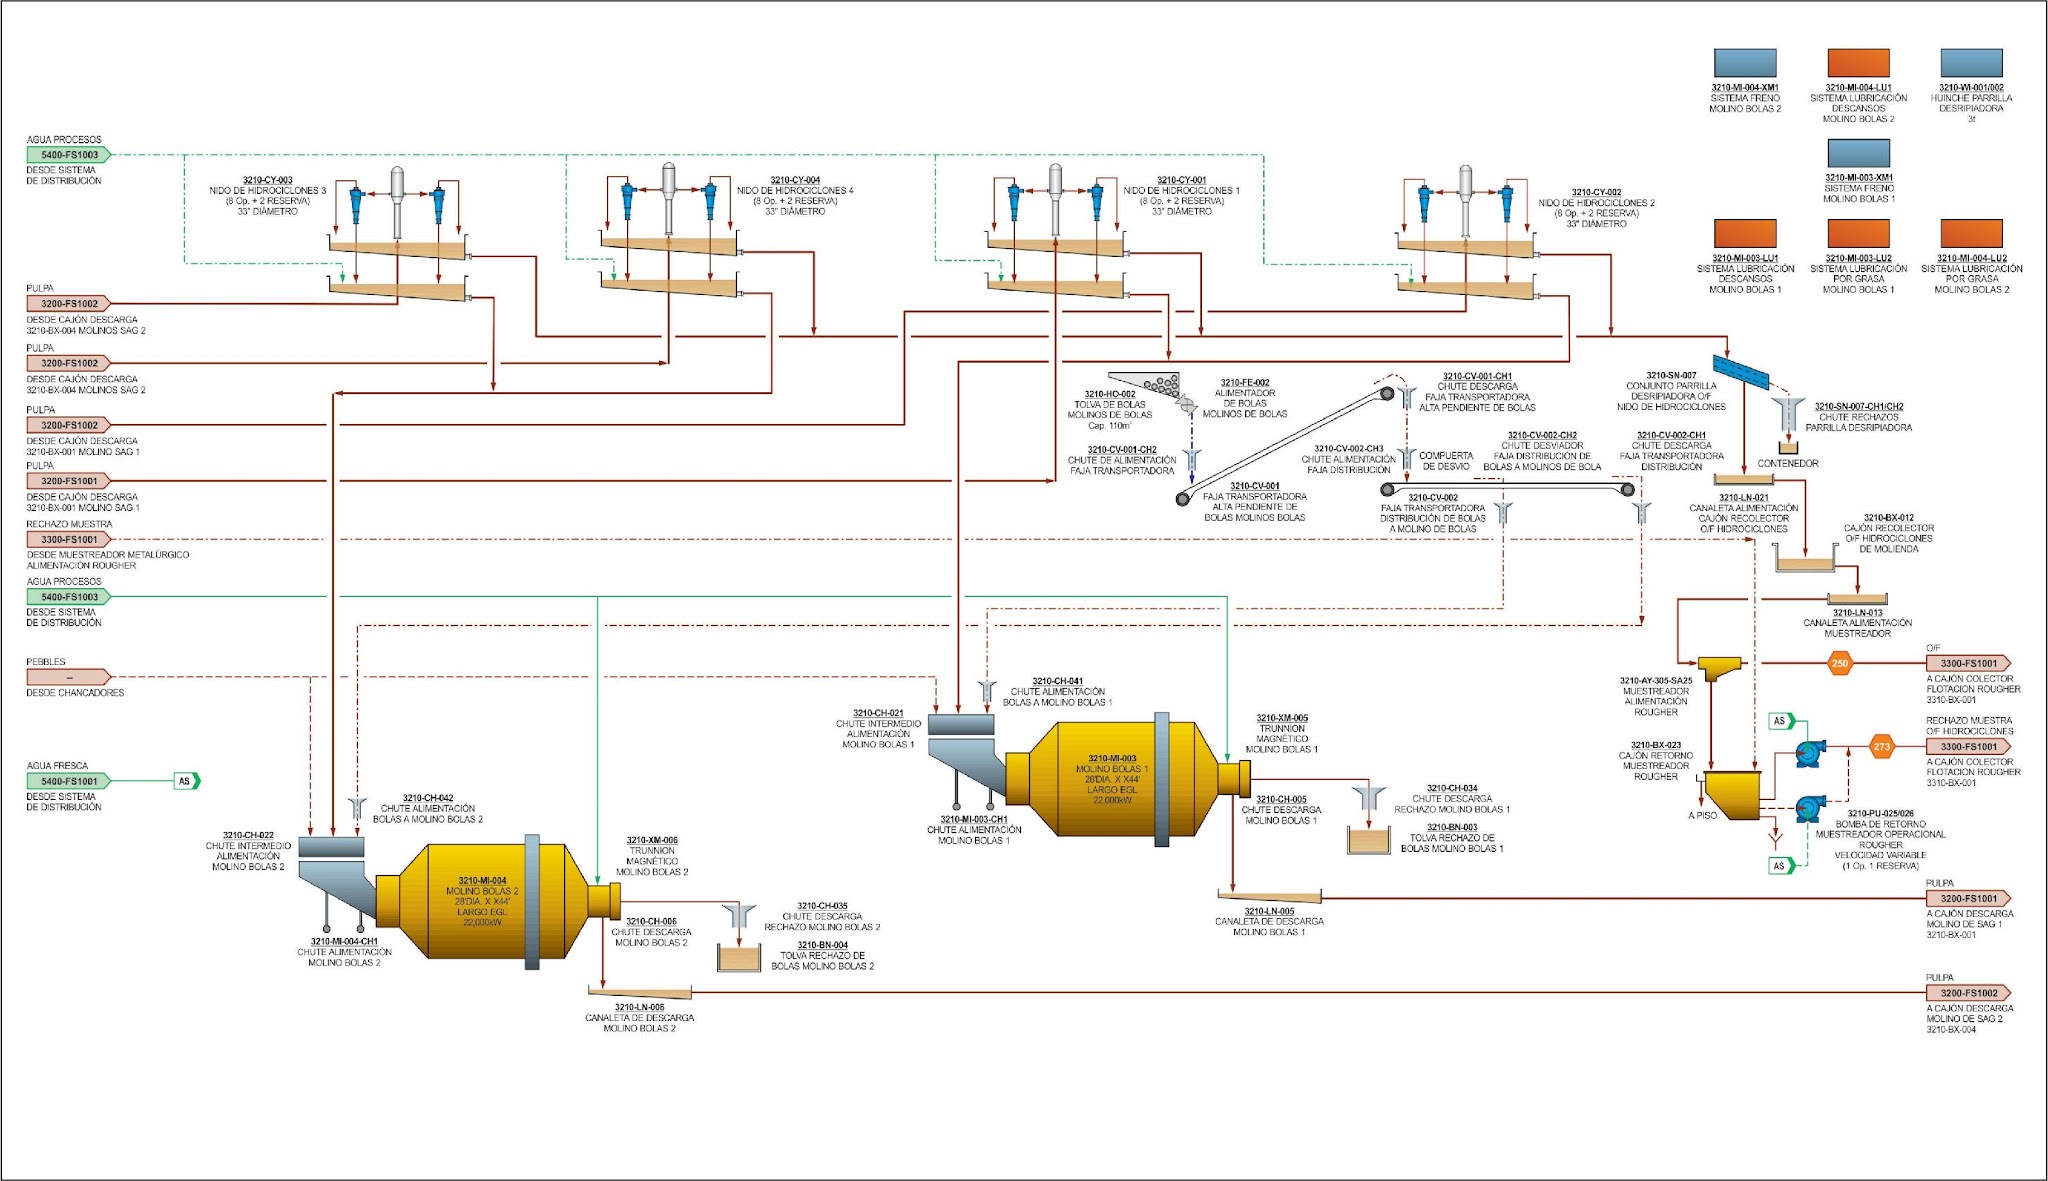 3210-MI-004-XM1
SISTEMA FRENO
MOLINO BOLAS 2
3210-MI-004-LU1
SISTEMA LUBRICACIÓN
DESCANSOS
MOLINO BOLAS 2
3210-WI-001/002
HUINCHE PARRILLA
DESRIPIADORA
3t
3210-MI-003-XM1
SISTEMA FRENO
MOLINO BOLAS 1
3210-MI-003-LU1
SISTEMA LUBRICACIÓN
DESCANSOS
MOLINO BOLAS 1
3210-MI-003-LU2
SISTEMA LUBRICACIÓN
POR GRASA
MOLINO BOLAS 1
3210-MI-004-LU2
SISTEMA LUBRICACIÓN
POR GRASA
MOLINO BOLAS 2
AGUA PROCESOS
5400-FS1003
DESDE SISTEMA
DE DISTRIBUCIÓN
3210-CY-003
NIDO DE HIDROCICLONES 3
(8 Op. + 2 RESERVA)
33" DIÁMETRO
3210-CY-004
NIDO DE HIDROCICLONES 4
(8 Op. + 2 RESERVA)
33" DIÁMETRO
3210-CY-001
NIDO DE HIDROCICLONES 1
(8 Op. + 2 RESERVA)
33" DIÁMETRO
3210-CY-002
NIDO DE HIDROCICLONES 2
(8 Op. + 2 RESERVA)
33" DIÁMETRO
PULPA
3200-FS1002
DESDE CAJÓN DESCARGA
3210-BX-004 MOLINOS SAG 2
PULPA
3200-FS1002
DESDE CAJÓN DESCARGA
3210-BX-004 MOLINOS SAG 2
PULPA
3200-FS1002
DESDE CAJÓN DESCARGA
3210-BX-001 MOLINO SAG 1
PULPA
3200-FS1001
DESDE CAJÓN DESCARGA
3210-BX-001 MOLINO SAG 1
RECHAZO MUESTRA
3300-FS1001
DESDE MUESTREADOR METALÚRGICO
ALIMENTACIÓN ROUGHER
AGUA PROCESOS
5400-FS1003
DESDE SISTEMA
DE DISTRIBUCIÓN
PEBBLES
--
DESDE CHANCADORES
AGUA FRESCA
5400-FS1001
AS
DESDE SISTEMA
DE DISTRIBUCIÓN
3210-HO-002
TOLVA DE BOLAS
MOLINOS DE BOLAS
Cap. 110m³
3210-FE-002
ALIMENTADOR
DE BOLAS
MOLINOS DE BOLAS
3210-CV-001-CH2
CHUTE DE ALIMENTACIÓN
FAJA TRANSPORTADORA
3210-CV-001
FAJA TRANSPORTADORA
ALTA PENDIENTE DE
BOLAS MOLINOS BOLAS
3210-CV-001-CH1
CHUTE DESCARGA
FAJA TRANSPORTADORA
ALTA PENDIENTE DE BOLAS
3210-CV-002-CH3
CHUTE ALIMENTACIÓN
FAJA DISTRIBUCIÓN
COMPUERTA
DE DESVIO
3210-CV-002-CH2
CHUTE DESVIADOR
FAJA DISTRIBUCIÓN DE
BOLAS A MOLINOS DE BOLA
3210-CV-002-CH1
CHUTE DESCARGA
FAJA TRANSPORTADORA
DISTRIBUCIÓN
3210-CV-002
FAJA TRANSPORTADORA
DISTRIBUCIÓN DE BOLAS
A MOLINO DE BOLAS
3210-SN-007
CONJUNTO PARRILLA
DESRIPIADORA O/F
NIDO DE HIDROCICLONES
3210-SN-007-CH1/CH2
CHUTE RECHAZOS
PARRILLA DESRIPIADORA
CONTENEDOR
3210-LN-021
CANALETA ALIMENTACIÓN
CAJÓN RECOLECTOR
O/F HIDROCICLONES
3210-BX-012
CAJÓN RECOLECTOR
O/F HIDROCICLONES
DE MOLIENDA
3210-LN-013
CANALETA ALIMENTACIÓN
MUESTREADOR
3210-AY-305-SA25
MUESTREADOR
ALIMENTACIÓN
ROUGHER
250
O/F
3300-FS1001
A CAJÓN COLECTOR
FLOTACION ROUGHER
3310-BX-001
AS
273
RECHAZO MUESTRA
O/F HIDROCICLONES
3300-FS1001
A CAJÓN COLECTOR
FLOTACION ROUGHER
3310-BX-001
3210-BX-023
CAJÓN RETORNO
MUESTREADOR
ROUGHER
A PISO
AS
3210-PU-025/026
BOMBA DE RETORNO
MUESTREADOR OPERACIONAL
ROUGHER
VELOCIDAD VARIABLE
(1 Op. 1 RESERVA)
3210-CH-041
CHUTE ALIMENTACIÓN
BOLAS A MOLINO BOLAS 1
3210-CH-021
CHUTE INTERMEDIO
ALIMENTACIÓN
MOLINO BOLAS 1
3210-MI-003-CH1
CHUTE ALIMENTACIÓN
MOLINO BOLAS 1
3210-MI-003
MOLINO BOLAS 1
28'DIA. X X44'
LARGO EGL
22,000kW
3210-XM-005
TRUNNION
MAGNÉTICO
MOLINO BOLAS 1
3210-CH-005
CHUTE DESCARGA
MOLINO BOLAS 1
3210-CH-034
CHUTE DESCARGA
RECHAZO MOLINO BOLAS 1
3210-BN-003
TOLVA RECHAZO DE
BOLAS MOLINO BOLAS 1
3210-LN-005
CANALETA DE DESCARGA
MOLINO BOLAS 1
PULPA
3200-FS1001
A CAJÓN DESCARGA
MOLINO DE SAG 1
3210-BX-001
3210-CH-042
CHUTE ALIMENTACIÓN
BOLAS A MOLINO BOLAS 2
3210-CH-022
CHUTE INTERMEDIO
ALIMENTACIÓN
MOLINO BOLAS 2
3210-MI-004-CH1
CHUTE ALIMENTACIÓN
MOLINO BOLAS 2
3210-MI-004
MOLINO BOLAS 2
28'DIA. X X44'
LARGO EGL
22,000kW
3210-XM-006
TRUNNION
MAGNÉTICO
MOLINO BOLAS 2
3210-CH-006
CHUTE DESCARGA
MOLINO BOLAS 2
3210-CH-035
CHUTE DESCARGA
RECHAZO MOLINO BOLAS 2
3210-BN-004
TOLVA RECHAZO DE
BOLAS MOLINO BOLAS 2
3210-LN-006
CANALETA DE DESCARGA
MOLINO BOLAS 2
PULPA
3200-FS1002
A CAJÓN DESCARGA
MOLINO DE SAG 2
3210-BX-004